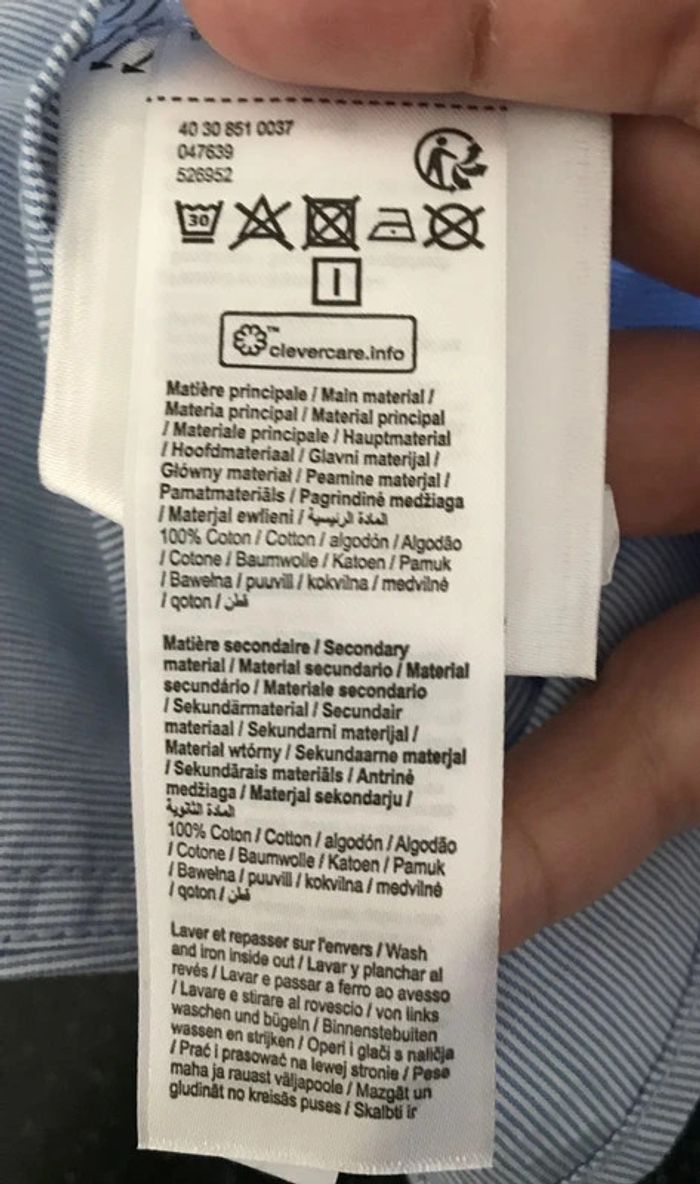 40 30 851 0037
047639
526952
30
I
clevercare.info
Matière principale / Main material /
Materia principal / Material principal
/ Materiale principale / Hauptmaterial
/ Hoofdmateriaal / Glavni materijal /
Główny materiał / Peamine materjal /
Pamatmateriāls / Pagrindinė medžiaga
/ Materjal ewlieni / المادة الرئيسية
100% Coton / Cotton / algodón / Algodão
/ Cotone / Baumwolle / Katoen / Pamuk
/ Bawełna / puuvill / kokvilna / medvilnė
/ qoton / قطن
Matière secondaire / Secondary
material / Material secundario / Material
secundário / Materiale secondario
/ Sekundärmaterial / Secundair
materiaal / Sekundarni materijal /
Materiał wtórny / Sekundaarne materjal
/ Sekundārais materiāls / Antrinė
medžiaga / Materjal sekondarju /
المادة الثانوية
100% Coton / Cotton / algodón / Algodão
/ Cotone / Baumwolle / Katoen / Pamuk
/ Bawełna / puuvill / kokvilna / medvilnė
/ qoton / قطن
Laver et repasser sur l'envers / Wash
and iron inside out / Lavar y planchar al
revés / Lavar e passar a ferro ao avesso
/ Lavare e stirare al rovescio / von links
waschen und bügeln / Binnenstebuiten
wassen en strijken / Operi i glači s naličja
/ Prać i prasować na lewej stronie / Pese
maha ja rauast väljapoole / Mazgāt un
gludināt no kreisās puses / Skalbti ir